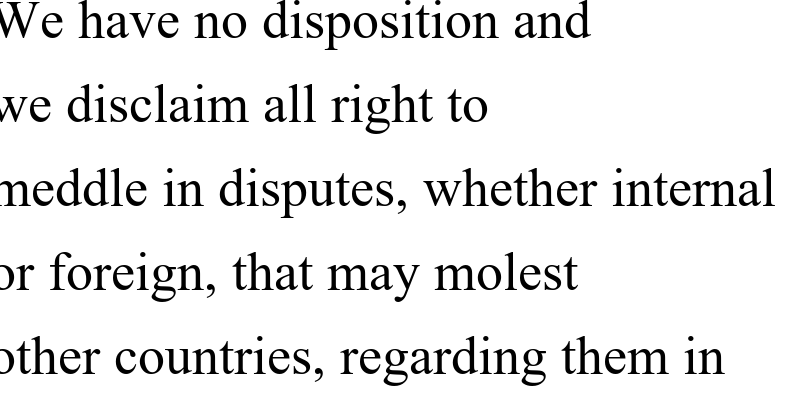 We have no disposition and
we disclaim all right to
meddle in disputes, whether internal
or foreign, that may molest
other countries, regarding them in